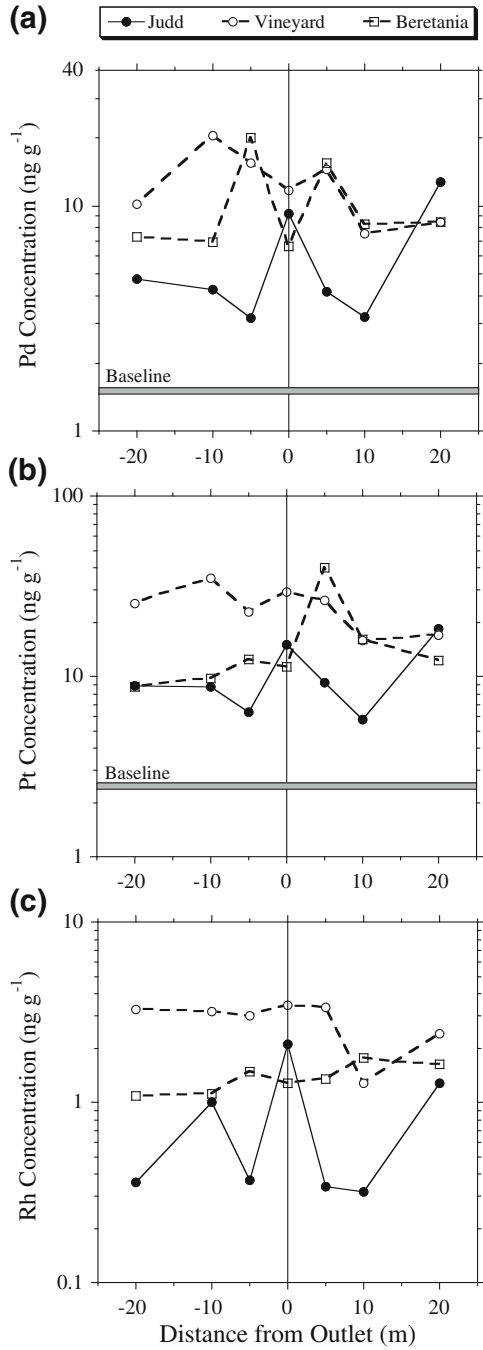 (a)
Judd Vineyard Beretania
40
10
1
Pd Concentration (ng g-1)
Baseline
-20 -10 0 10 20
(b)
100
10
1
Pt Concentration (ng g-1)
Baseline
-20 -10 0 10 20
(c)
10
1
0.1
Rh Concentration (ng g-1)
-20 -10 0 10 20
Distance from Outlet (m)